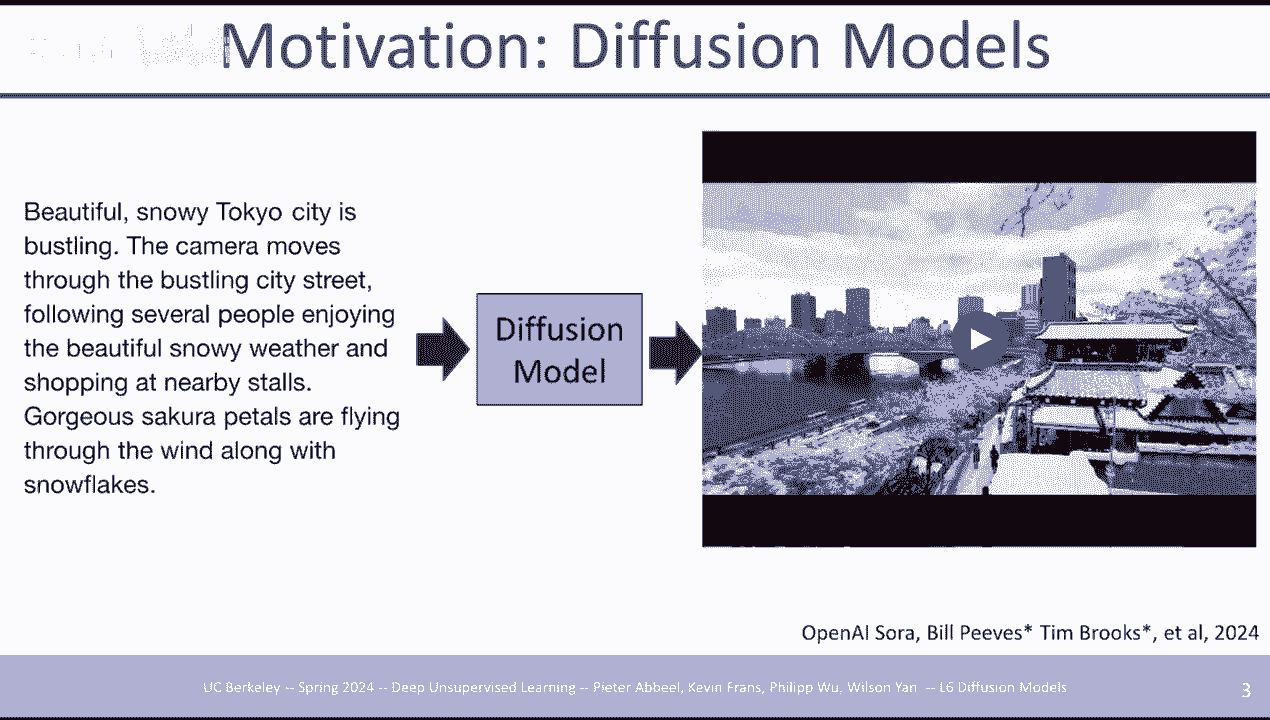 Motivation: Diffusion Models
Beautiful, snowy Tokyo city is
bustling. The camera moves
through the bustling city street,
following several people enjoying
the beautiful snowy weather and
shopping at nearby stalls.
Gorgeous sakura petals are flying
through the wind along with
snowflakes.
Diffusion
Model
OpenAI Sora, Bill Peeves* Tim Brooks*, et al, 2024
UC Berkeley -- Spring 2024 -- Deep Unsupervised Learning -- Pieter Abbeel, Kevin Frans, Philipp Wu, Wilson Yan -- L6 Diffusion Models
3